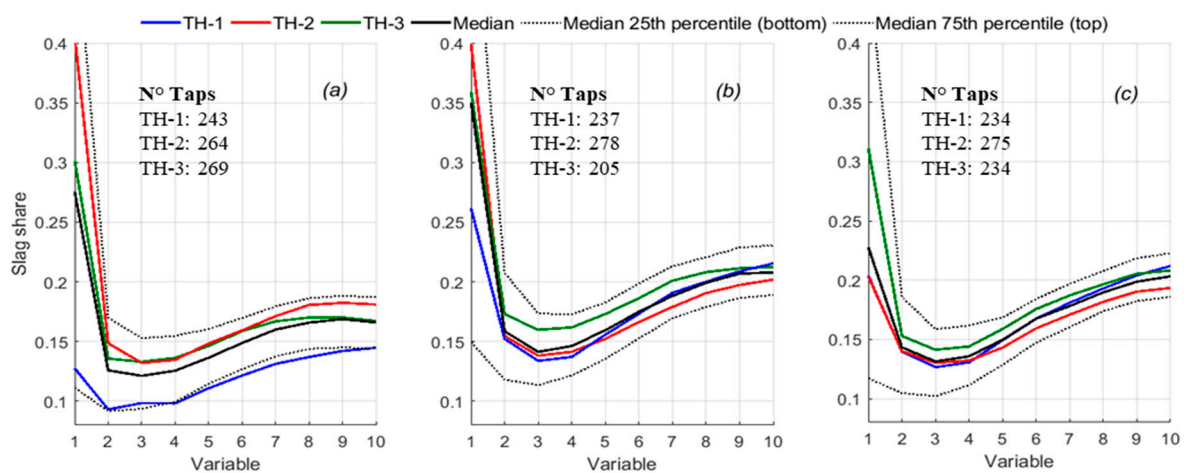 TH-1 TH-2 TH-3 Median Median 25th percentile (bottom) Median 75th percentile (top)
Slag share
0.4
0.35
0.3
0.25
0.2
0.15
0.1
(a)
N° Taps
TH-1: 243
TH-2: 264
TH-3: 269
1 2 3 4 5 6 7 8 9 10
Variable
0.4
0.35
0.3
0.25
0.2
0.15
0.1
(b)
N° Taps
TH-1: 237
TH-2: 278
TH-3: 205
1 2 3 4 5 6 7 8 9 10
Variable
0.4
0.35
0.3
0.25
0.2
0.15
0.1
(c)
N° Taps
TH-1: 234
TH-2: 275
TH-3: 234
1 2 3 4 5 6 7 8 9 10
Variable